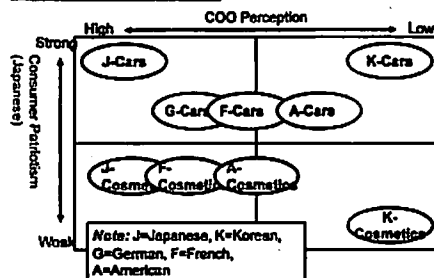 COO Perception
High Low
Strong
Consumer Patriotism
(Japanese)
J-Cars K-Cars
G-Cars F-Cars A-Cars
J- F- A-
Cosmetics Cosmetics
K-
Cosmetics
Weak
Note: J=Japanese, K=Korean,
G=German, F=French,
A=American